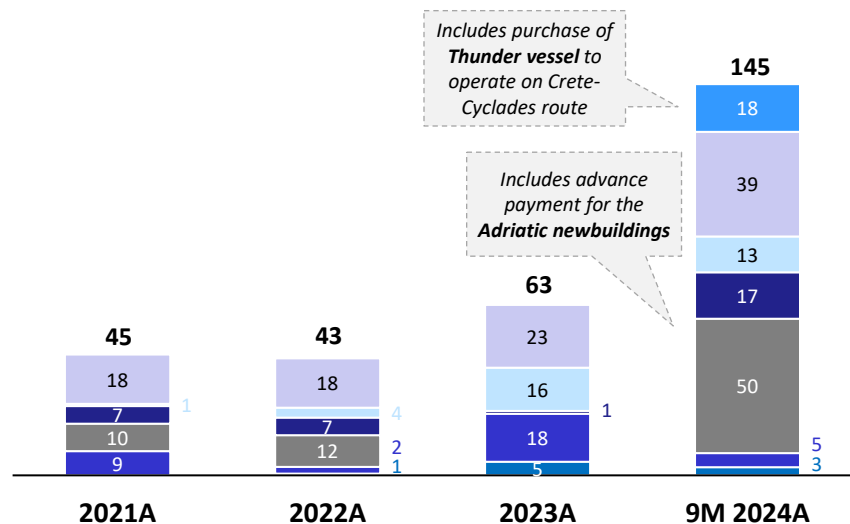 Includes purchase of
Thunder vessel to
operate on Crete-
Cyclades route
145
18
Includes advance
payment for the
Adriatic newbuildings
39
13
63
17
45
43
23
18
1
7
10
9
18
4
7
12
2
1
16
1
18
5
50
5
3
2021A
2022A
2023A
9M 2024A